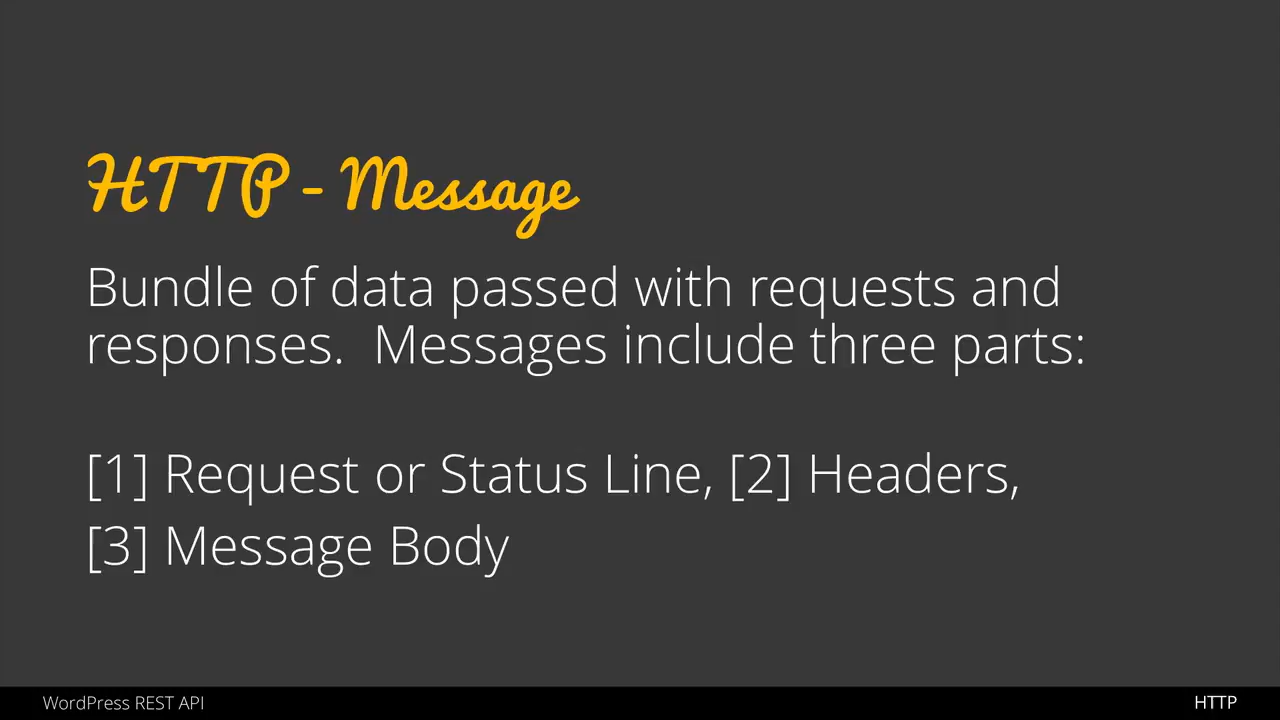 HTTP - Message
Bundle of data passed with requests and
responses.  Messages include three parts:
[1] Request or Status Line, [2] Headers,
[3] Message Body
WordPress REST API
HTTP